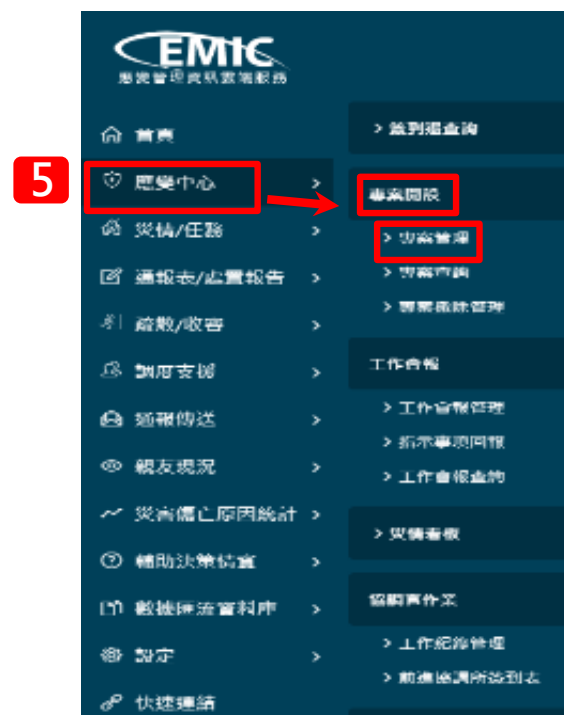 EMIC
應變管理資訊雲端服務
首頁
5
應變中心
災情/任務
通報表/處置報告
疏散/收容
調度支援
通報傳送
親友現況
災害傷亡原因統計
輔助決策情資
數據匯流資料庫
設定
快速連結
> 簽到退查詢
專案開設
> 專案管理
> 專案查詢
> 專案撤除管理
工作會報
> 工作會報管理
> 指示事項回報
> 工作會報查詢
> 災情看板
協調官作業
> 工作紀錄管理
> 前進協調所簽到表